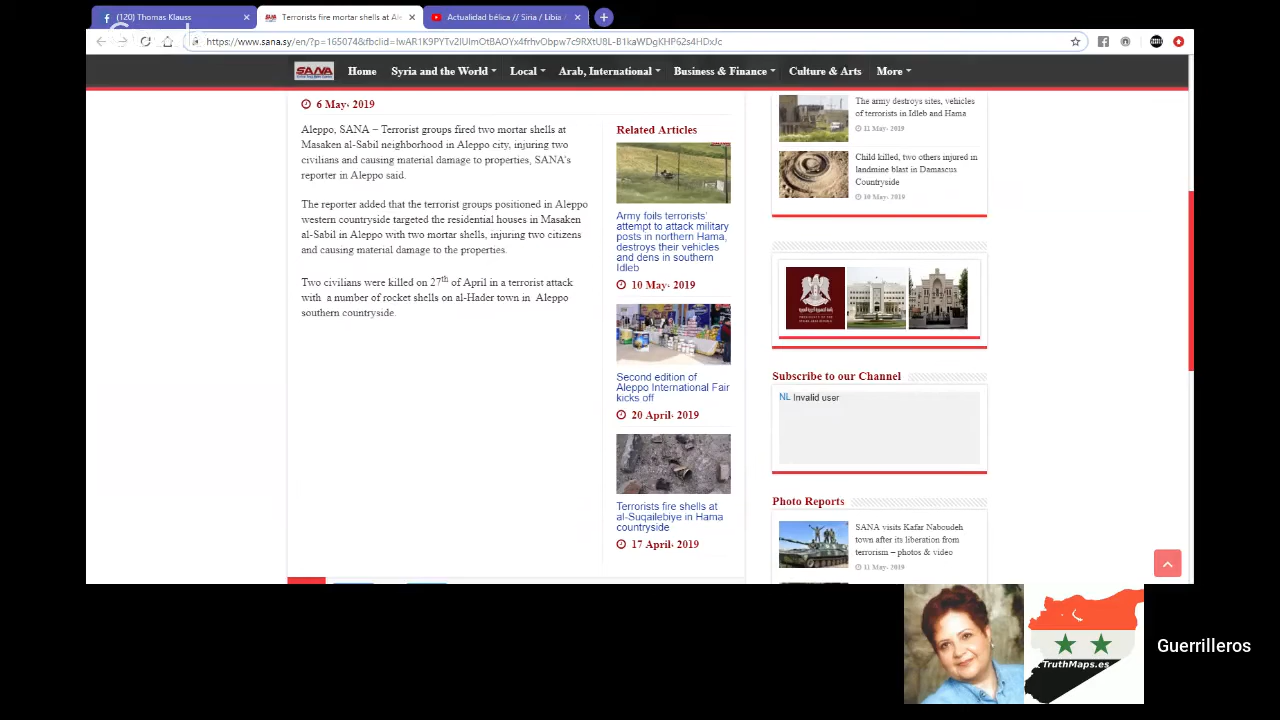 (120) Thomas Klauss
Terrorists fire mortar shells at Ale
Actualidad bélica // Siria / Libia /
https://www.sana.sy/en/?p=165074&fbclid=IwAR1K9PYTv2IUImOtBAOYx4frhvObpw7c9RXtU8L-B1kaWDgKHP62s4HDxJc
SANA
Home
Syria and the World
Local
Arab, International
Business & Finance
Culture & Arts
More
6 May، 2019
Aleppo, SANA – Terrorist groups fired two mortar shells at
Masaken al-Sabil neighborhood in Aleppo city, injuring two
civilians and causing material damage to properties, SANA's
reporter in Aleppo said.
The reporter added that the terrorist groups positioned in Aleppo
western countryside targeted the residential houses in Masaken
al-Sabil in Aleppo with two mortar shells, injuring two citizens
and causing material damage to the properties.
Two civilians were killed on 27th of April in a terrorist attack
with a number of rocket shells on al-Hader town in Aleppo
southern countryside.
Related Articles
Army foils terrorists'
attempt to attack military
posts in northern Hama,
destroys their vehicles
and dens in southern
Idleb
10 May، 2019
Second edition of
Aleppo International Fair
kicks off
20 April، 2019
Terrorists fire shells at
al-Suqailebiye in Hama
countryside
17 April، 2019
The army destroys sites, vehicles
of terrorists in Idleb and Hama
11 May، 2019
Child killed, two others injured in
landmine blast in Damascus
Countryside
10 May، 2019
Subscribe to our Channel
NL Invalid user
Photo Reports
SANA visits Kafar Naboudeh
town after its liberation from
terrorism – photos & video
11 May، 2019
TruthMaps.es
Guerrilleros